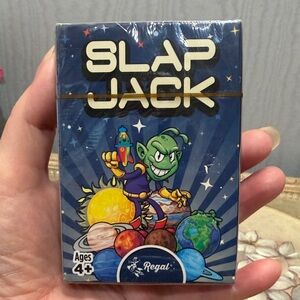 SLAP
JACK
Ages
4+
Regal